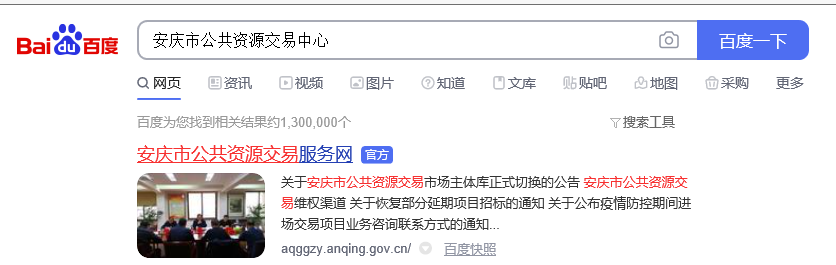 Bai du 百度 安庆市公共资源交易中心 百度一下
网页 资讯 视频 图片 知道 文库 贴吧 地图 采购 更多
百度为您找到相关结果约1,300,000个 搜索工具
安庆市公共资源交易服务网 官方
关于安庆市公共资源交易市场主体库正式切换的公告 安庆市公共资源交
易维权渠道 关于恢复部分延期项目招标的通知 关于公布疫情防控期间进
场交易项目业务咨询联系方式的通知...
aqggzy.anqing.gov.cn/ 百度快照